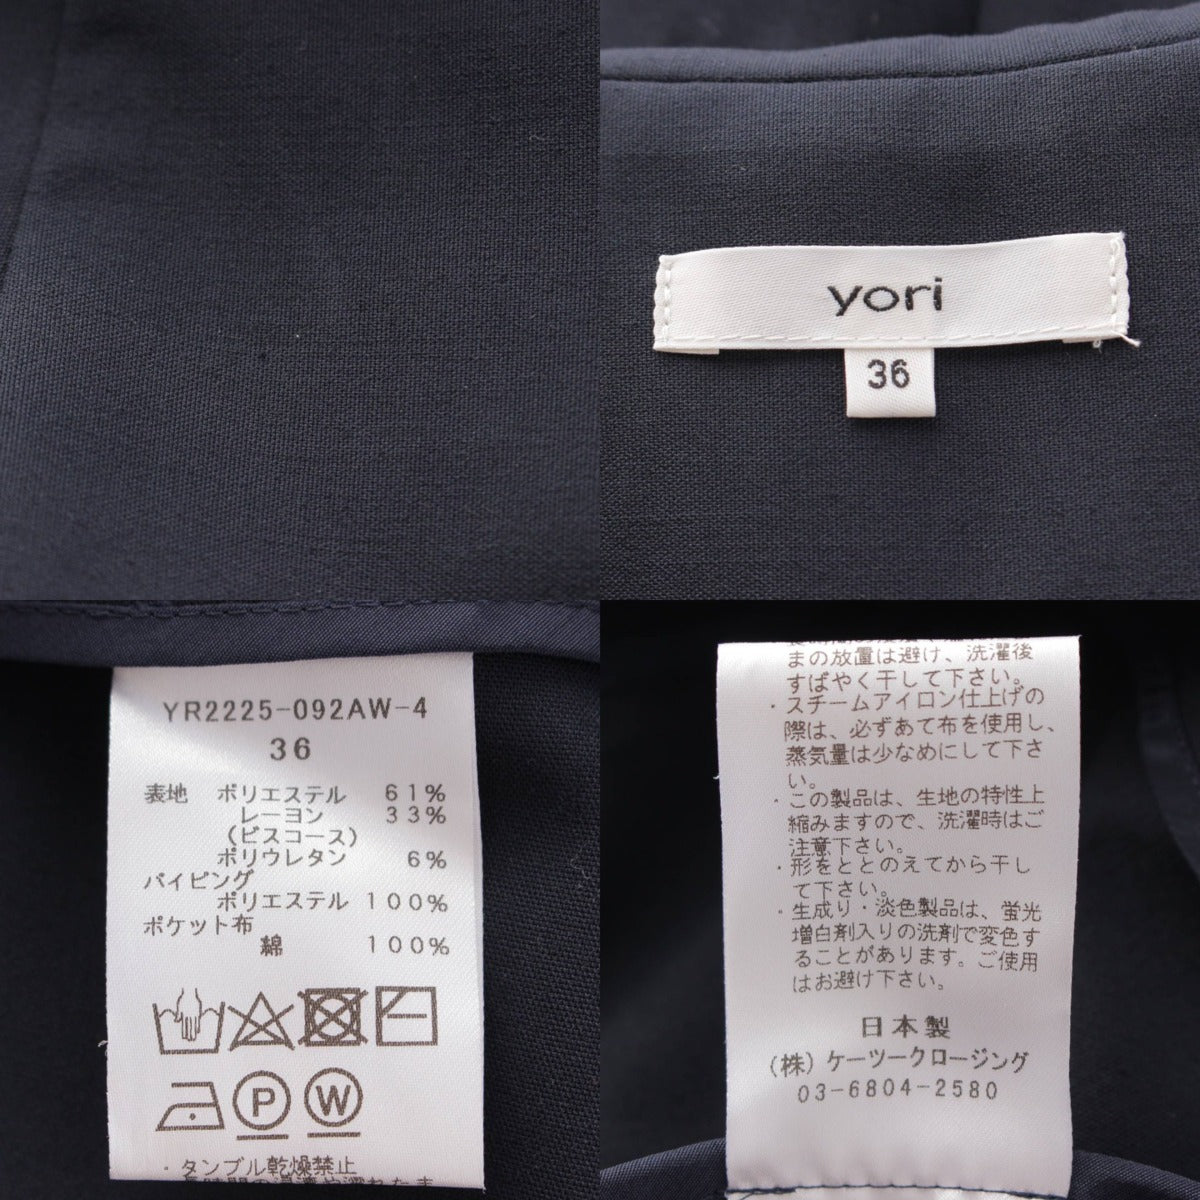 yori
36
YR2225-092AW-4
36
表地 ポリエステル 61%
レーヨン 33%
(ビスコース)
ポリウレタン 6%
パイピング
ポリエステル 100%
ポケット布
綿 100%
P W
・タンブル乾燥禁止
まの放置は避け、洗濯後
すばやく干して下さい。
・スチームアイロン仕上げの
際は、必ずあて布を使用し、
蒸気量は少なめにして下さ
い。
・この製品は、生地の特性上
縮みますので、洗濯時はご
注意下さい。
・形をととのえてから干し
て下さい。
・生成り・淡色製品は、蛍光
増白剤入りの洗剤で変色す
ることがあります。ご使用
はお避け下さい。
日本製
(株)ケーツークロージング
03-6804-2580